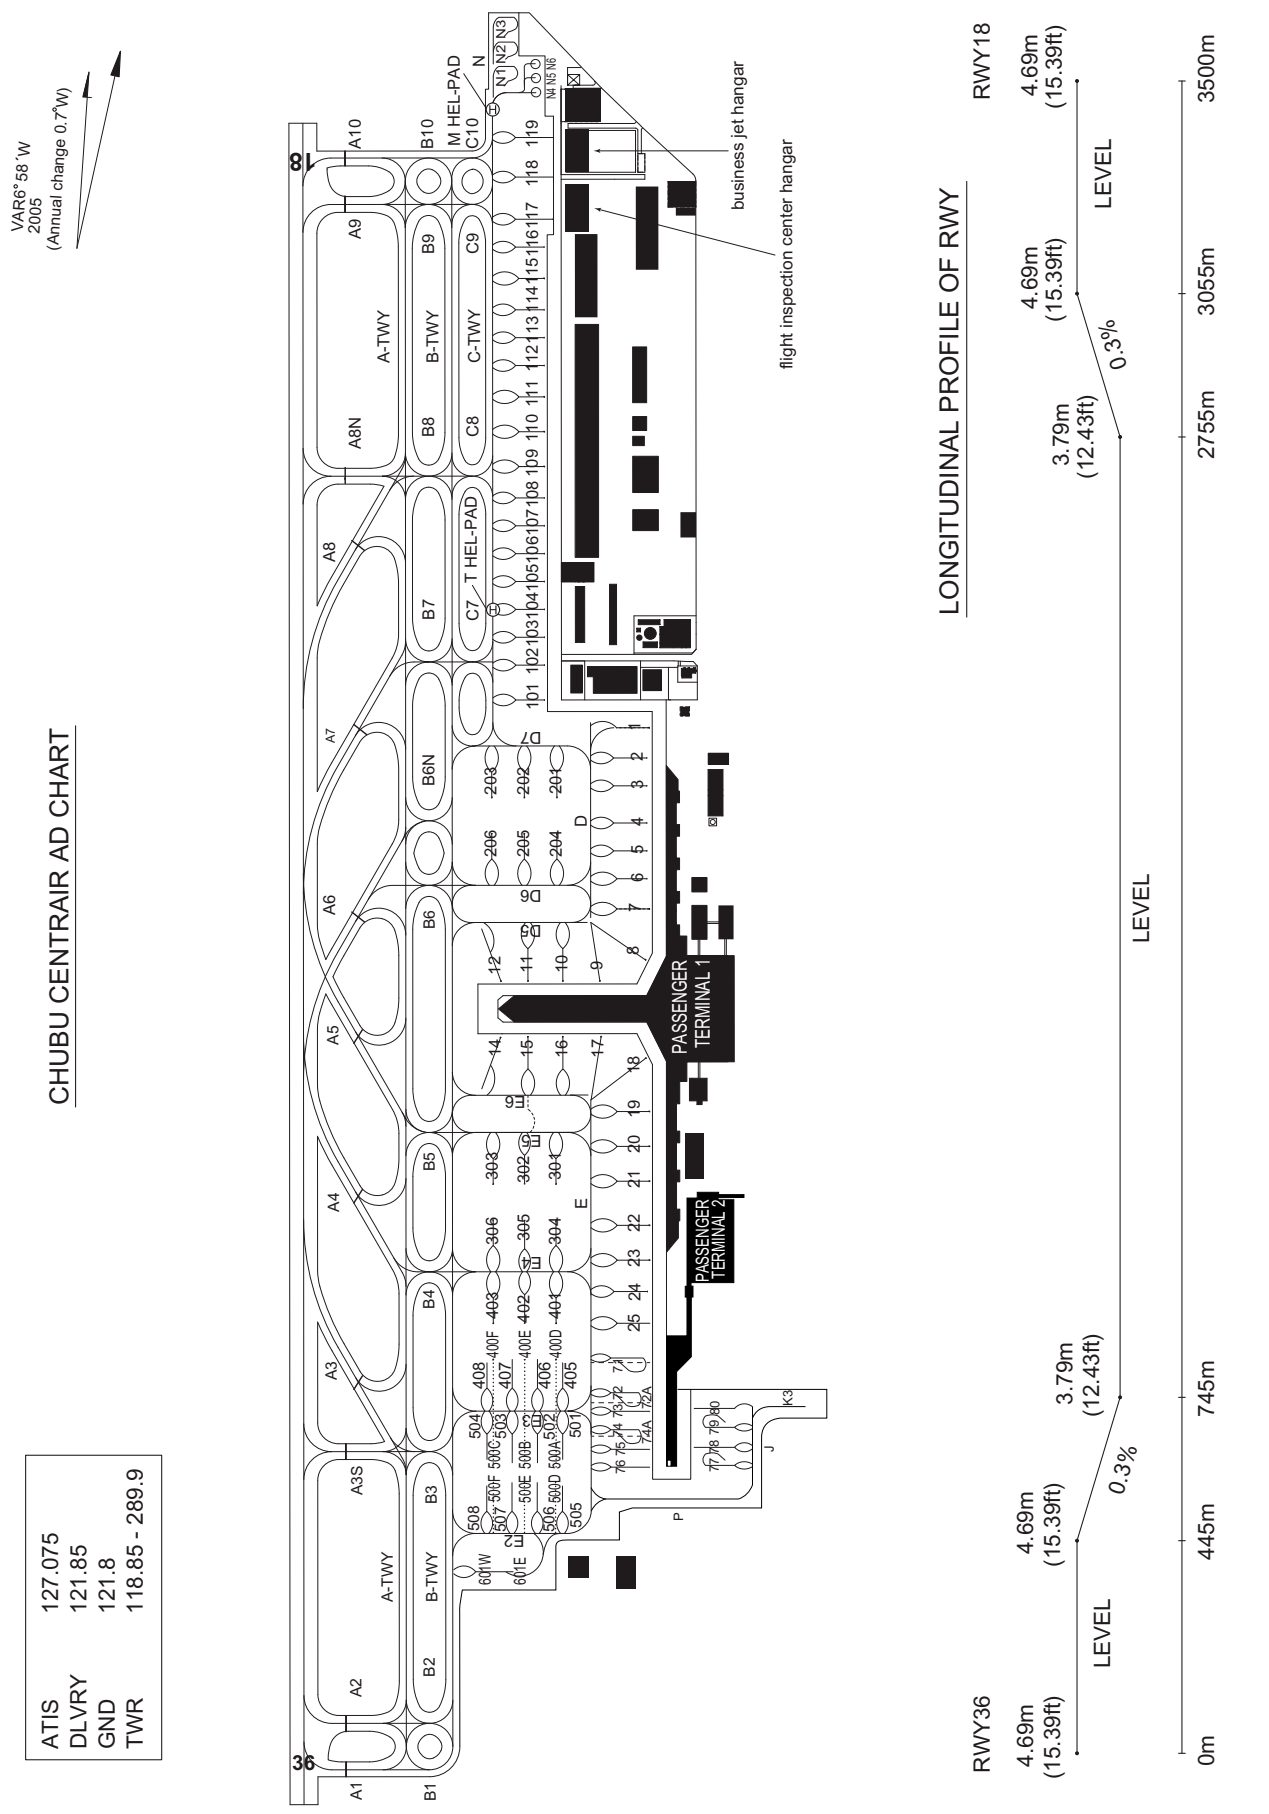 CHUBU CENTRAIR AD CHART
VAR6°58´W
2005
(Annual change 0.7°W)
ATIS 127.075
DLVRY 121.85
GND 121.8
TWR 118.85 - 289.9
36
18
A1
A2
A3S
A3
A4
A5
A6
A7
A8
A8N
A9
A10
A-TWY
A-TWY
B1
B2
B-TWY
B3
B4
B5
B6
B6N
B7
B8
B-TWY
B9
B10
C7
T HEL-PAD
C8
C-TWY
C9
C10
M HEL-PAD
N
N1
N2
N3
N4
N5
N6
101
102
103
104
105
106
107
108
109
110
111
112
113
114
115
116
117
118
119
business jet hangar
flight inspection center hangar
D7
203
202
201
206
205
204
D
D6
D5
1
2
3
4
5
6
7
8
9
10
11
12
14
15
16
17
18
19
20
21
22
23
24
25
E6
E5
303
302
301
E
306
305
304
E4
403
402
401
400F
400E
400D
408
407
406
405
E3
504
503
502
501
500C
500B
500A
500F
500E
500D
508
507
506
505
E2
601W
601E
71
72
72A
73
74
74A
75
76
77
78
79
80
K3
J
P
PASSENGER
TERMINAL 1
PASSENGER
TERMINAL 2
LONGITUDINAL PROFILE OF RWY
RWY36
RWY18
4.69m
(15.39ft)
4.69m
(15.39ft)
3.79m
(12.43ft)
3.79m
(12.43ft)
4.69m
(15.39ft)
4.69m
(15.39ft)
LEVEL
0.3%
LEVEL
0.3%
LEVEL
0m
445m
745m
2755m
3055m
3500m